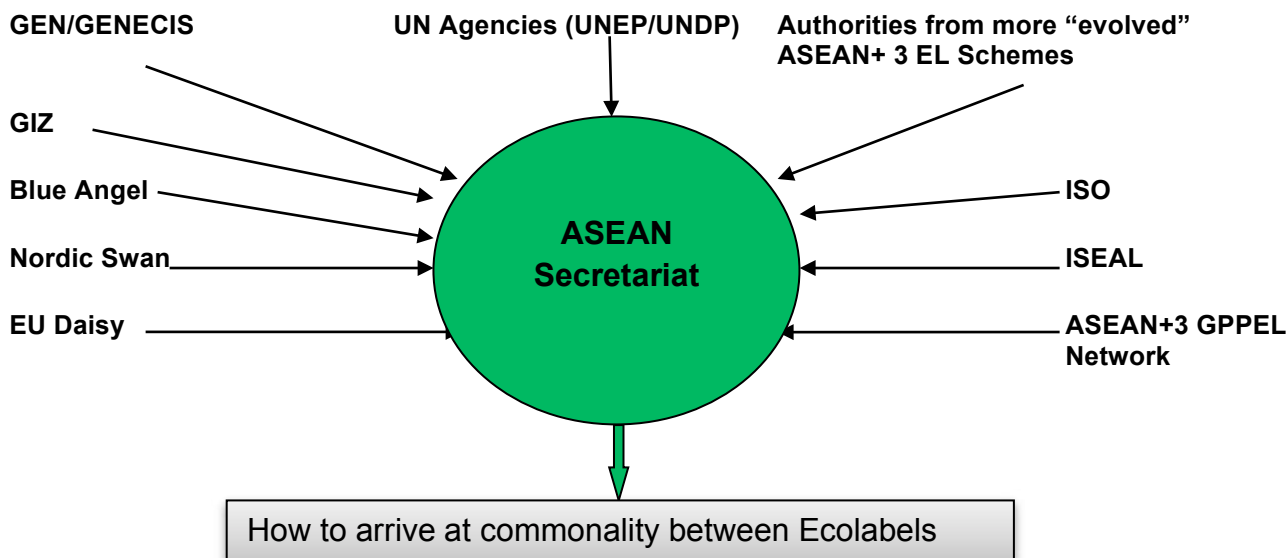 GEN/GENECIS
UN Agencies (UNEP/UNDP)
Authorities from more “evolved”
ASEAN+ 3 EL Schemes
GIZ
Blue Angel
Nordic Swan
EU Daisy
ASEAN
Secretariat
ISO
ISEAL
ASEAN+3 GPPEL
Network
How to arrive at commonality between Ecolabels